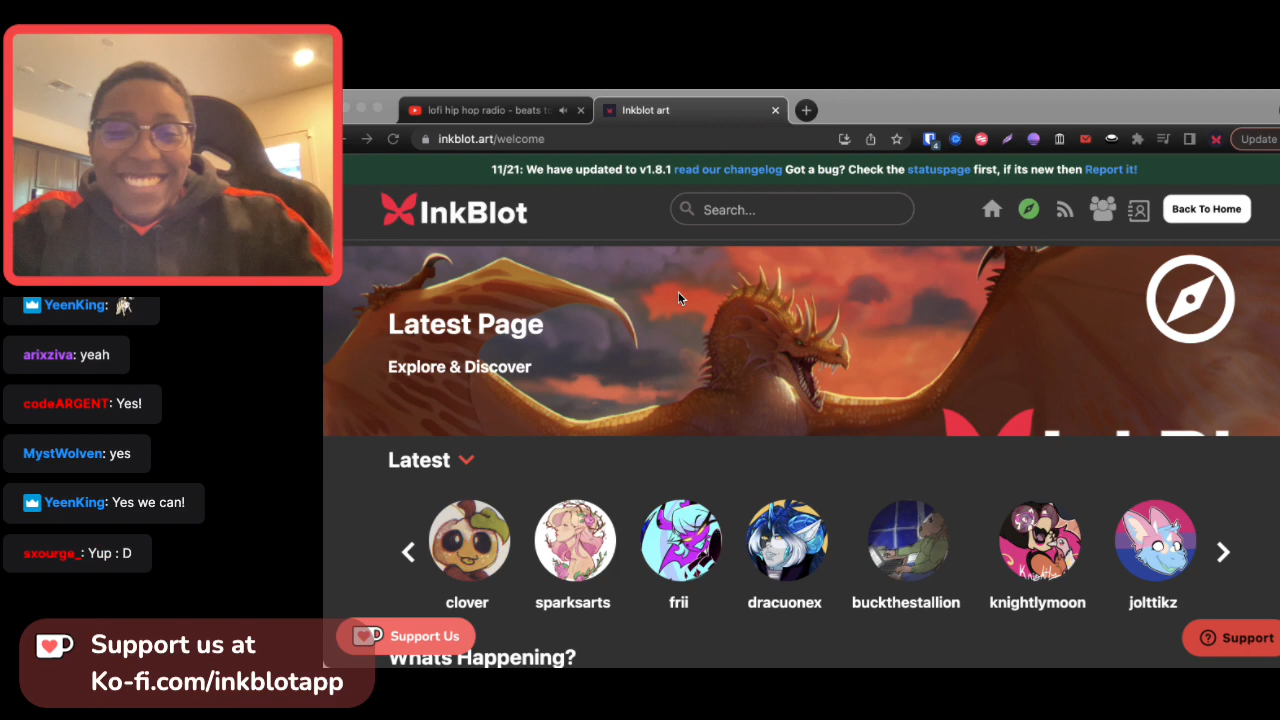 YeenKing:
arixziva: yeah
codeARGENT: Yes!
MystWolven: yes
YeenKing: Yes we can!
sxourge_: Yup : D
Support us at
Ko-fi.com/inkblotapp
lofi hip hop radio - beats to
Inkblot art
inkblot.art/welcome
4
Update
11/21: We have updated to v1.8.1 read our changelog Got a bug? Check the statuspage first, if its new then Report it!
InkBlot
Search...
Back To Home
Latest Page
Explore & Discover
Latest
clover
sparksarts
frii
dracuonex
buckthestallion
knightlymoon
jolttikz
Support Us
Support
Whats Happening?